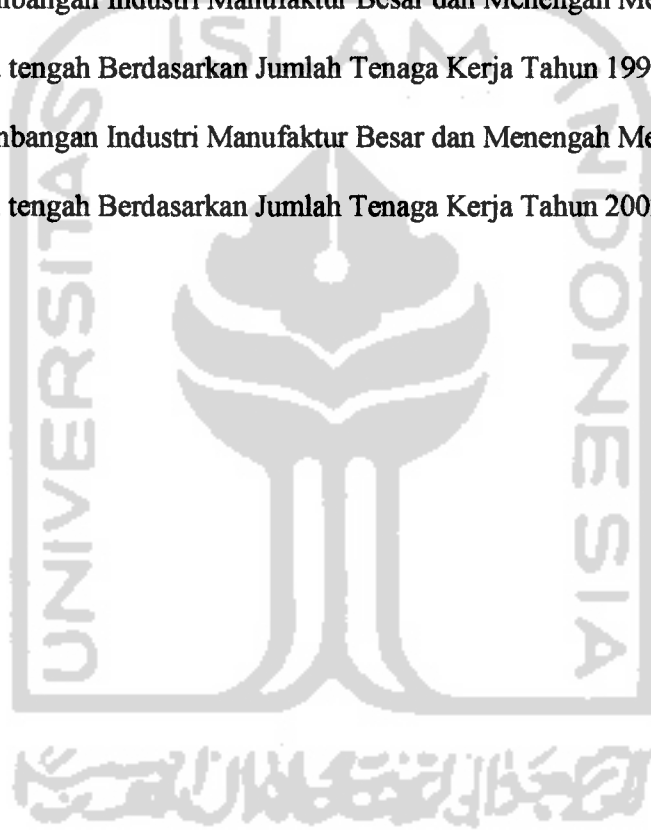 mbangan Industri Manufaktur Besar dan Menengah Me
tengah Berdasarkan Jumlah Tenaga Kerja Tahun 199
mbangan Industri Manufaktur Besar dan Menengah Me
tengah Berdasarkan Jumlah Tenaga Kerja Tahun 200
ISLAM
UNIVERSITAS
INDONESIA